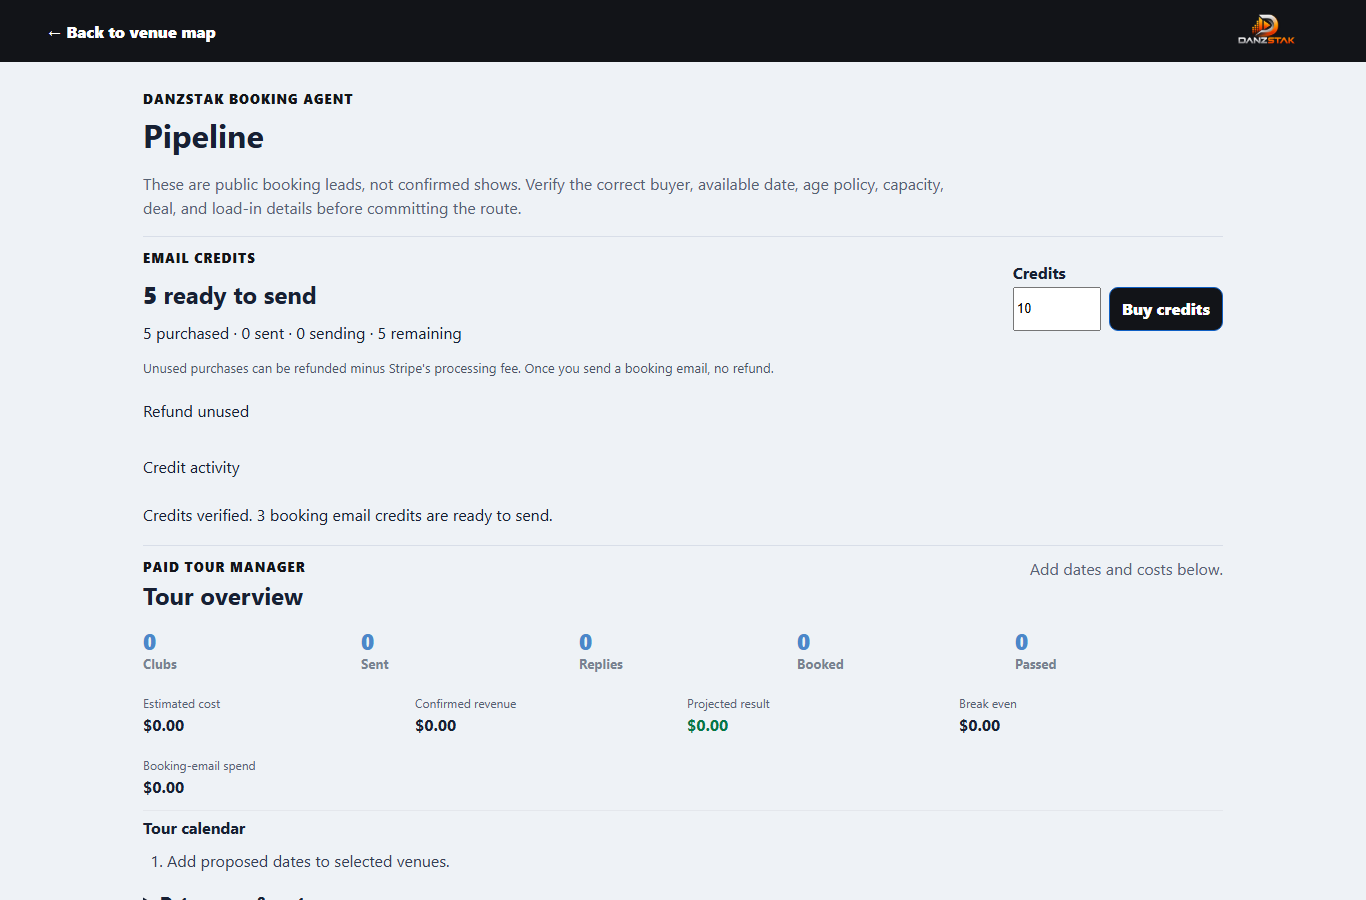 ← Back to venue map
DANZSTAK
DANZSTAK BOOKING AGENT
Pipeline
These are public booking leads, not confirmed shows. Verify the correct buyer, available date, age policy, capacity,
deal, and load-in details before committing the route.
EMAIL CREDITS
5 ready to send
5 purchased · 0 sent · 0 sending · 5 remaining
Unused purchases can be refunded minus Stripe's processing fee. Once you send a booking email, no refund.
Credits
10
Buy credits
Refund unused
Credit activity
Credits verified. 3 booking email credits are ready to send.
PAID TOUR MANAGER
Tour overview
Add dates and costs below.
0 0 0 0 0
Clubs Sent Replies Booked Passed
Estimated cost Confirmed revenue Projected result Break even
$0.00 $0.00 $0.00 $0.00
Booking-email spend
$0.00
Tour calendar
1. Add proposed dates to selected venues.